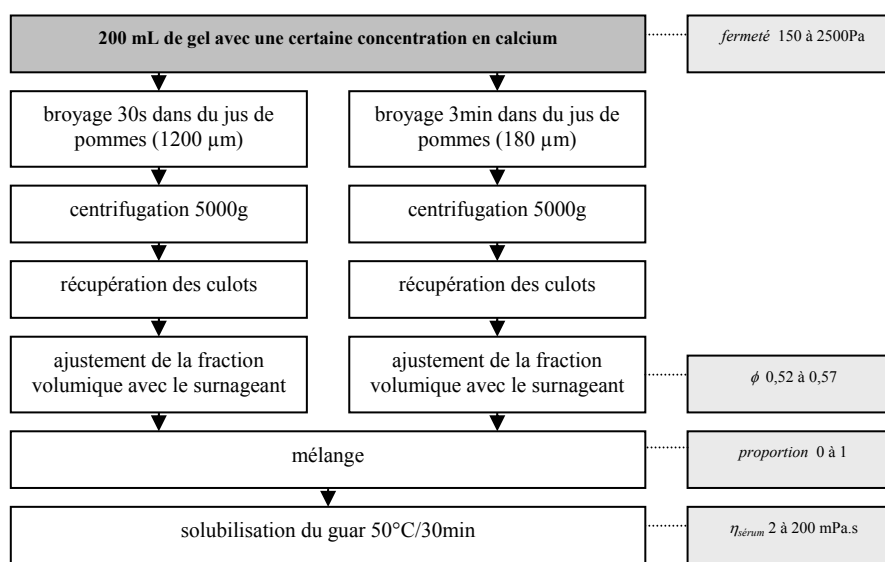 200 mL de gel avec une certaine concentration en calcium
fermeté 150 à 2500Pa
broyage 30s dans du jus de
pommes (1200 µm)
broyage 3min dans du jus de
pommes (180 µm)
centrifugation 5000g
centrifugation 5000g
récupération des culots
récupération des culots
ajustement de la fraction
volumique avec le surnageant
ajustement de la fraction
volumique avec le surnageant
ϕ 0,52 à 0,57
mélange
proportion 0 à 1
solubilisation du guar 50°C/30min
ηsérum 2 à 200 mPa.s